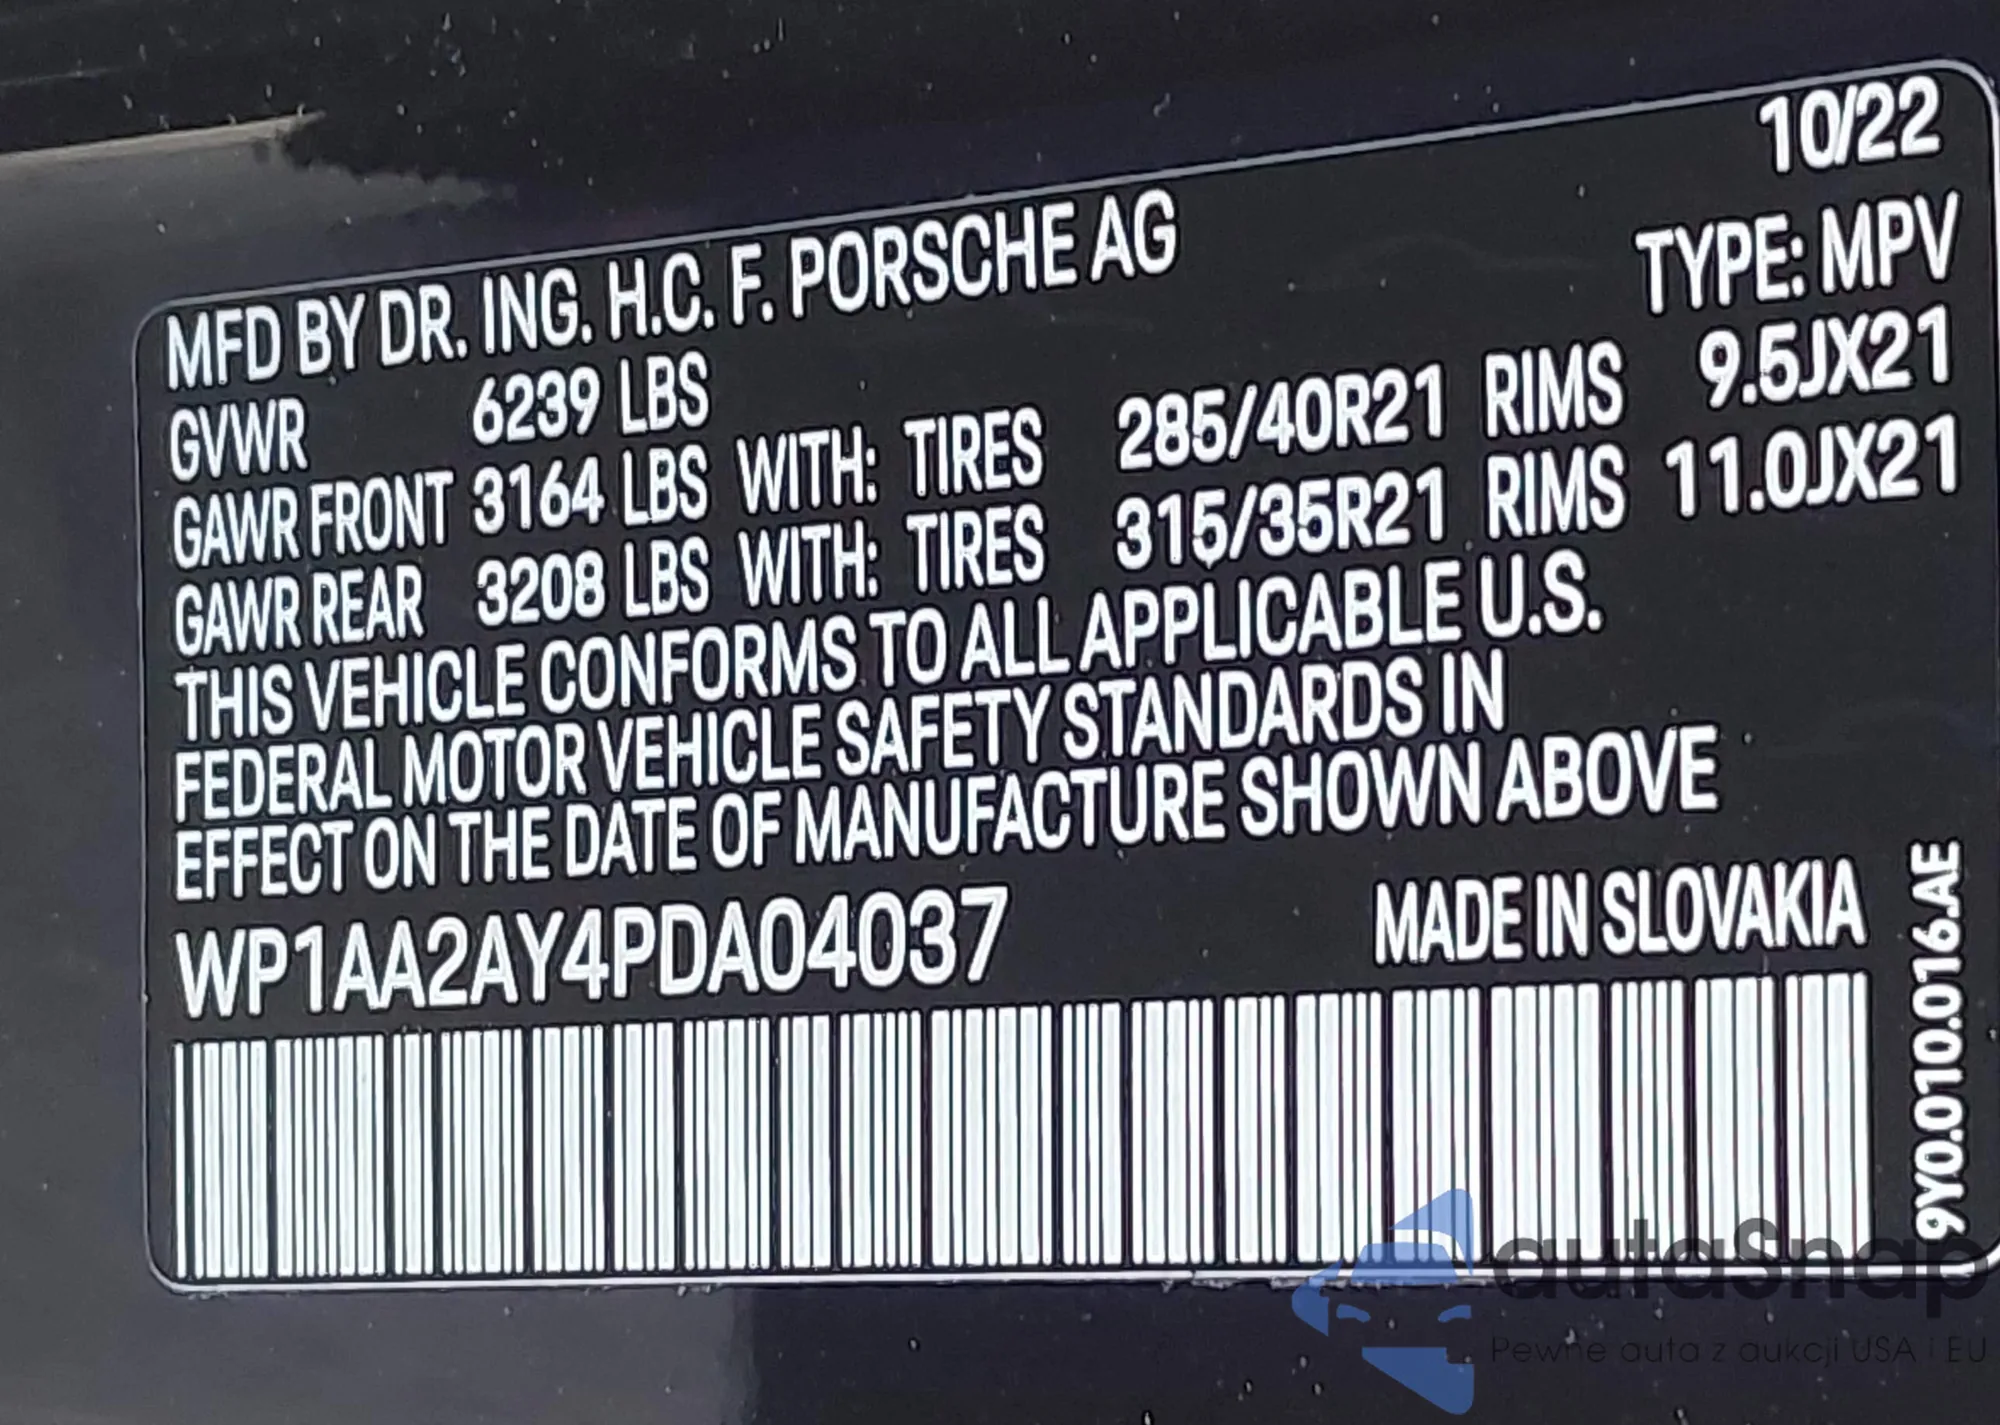 10/22
MFD BY DR. ING. H.C. F. PORSCHE AG TYPE: MPV
GVWR 6239 LBS
GAWR FRONT 3164 LBS WITH: TIRES 285/40R21 RIMS 9.5JX21
GAWR REAR 3208 LBS WITH: TIRES 315/35R21 RIMS 11.0JX21
THIS VEHICLE CONFORMS TO ALL APPLICABLE U.S.
FEDERAL MOTOR VEHICLE SAFETY STANDARDS IN
EFFECT ON THE DATE OF MANUFACTURE SHOWN ABOVE
WP1AA2AY4PDA04037 MADE IN SLOVAKIA
9Y0.010.016.AE
autaSnap
Pewne auta z aukcji USA i EU